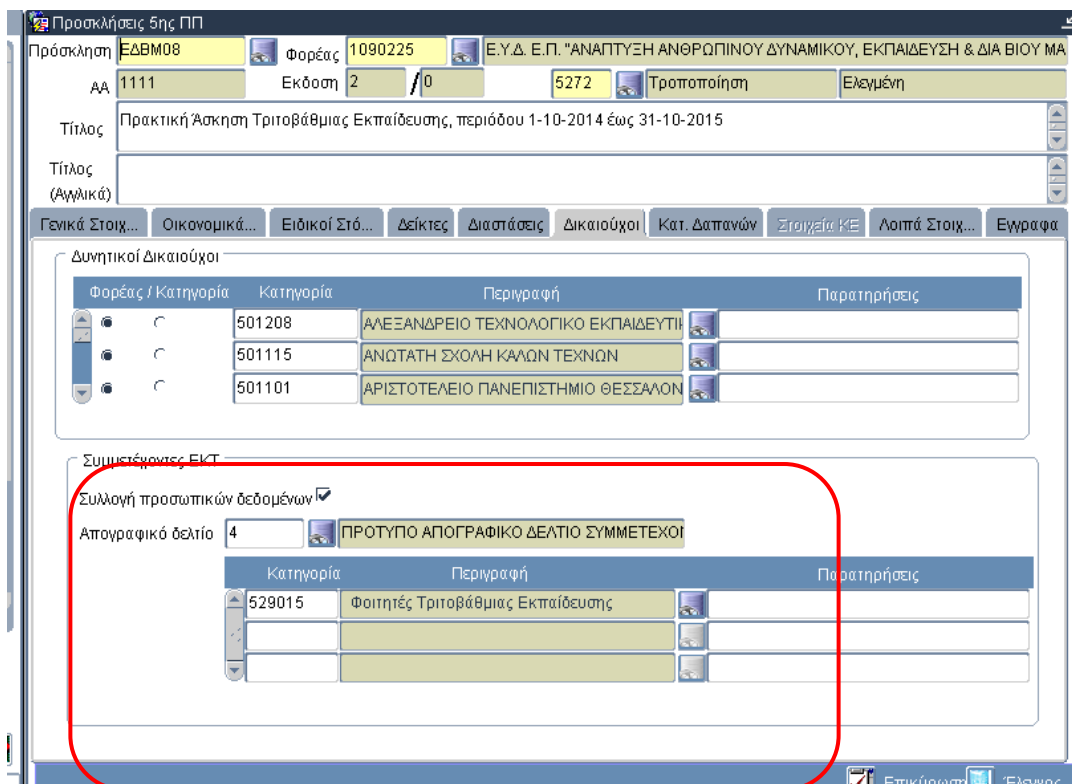 Προσκλήσεις 5ης ΠΠ
Πρόσκληση ΕΔΒΜ08 Φορέας 1090225 Ε.Υ.Δ. Ε.Π. "ΑΝΑΠΤΥΞΗ ΑΝΘΡΩΠΙΝΟΥ ΔΥΝΑΜΙΚΟΥ, ΕΚΠΑΙΔΕΥΣΗ & ΔΙΑ ΒΙΟΥ ΜΑ
ΑΑ 1111 Εκδοση 2 /0 5272 Τροποποίηση Ελεγμένη
Τίτλος Πρακτική Άσκηση Τριτοβάθμιας Εκπαίδευσης, περιόδου 1-10-2014 έως 31-10-2015
Τίτλος
(Αγγλικά)
Γενικά Στοιχ... Οικονομικά... Ειδικοί Στό... Δείκτες Διαστάσεις Δικαιούχοι Κατ. Δαπανών Στοιχεία ΚΕ Λοιπά Στοιχ... Εγγραφα
Δυνητικοί Δικαιούχοι
Φορέας / Κατηγορία Κατηγορία Περιγραφή Παρατηρήσεις
501208 ΑΛΕΞΑΝΔΡΕΙΟ ΤΕΧΝΟΛΟΓΙΚΟ ΕΚΠΑΙΔΕΥΤΙΚ
501115 ΑΝΩΤΑΤΗ ΣΧΟΛΗ ΚΑΛΩΝ ΤΕΧΝΩΝ
501101 ΑΡΙΣΤΟΤΕΛΕΙΟ ΠΑΝΕΠΙΣΤΗΜΙΟ ΘΕΣΣΑΛΟΝ
Συμμετέχοντες ΕΚΤ
Συλλογή προσωπικών δεδομένων
Απογραφικό δελτίο 4 ΠΡΟΤΥΠΟ ΑΠΟΓΡΑΦΙΚΟ ΔΕΛΤΙΟ ΣΥΜΜΕΤΕΧΟΝ
Κατηγορία Περιγραφή Παρατηρήσεις
529015 Φοιτητές Τριτοβάθμιας Εκπαίδευσης
Επικύρωση Έλεγχος